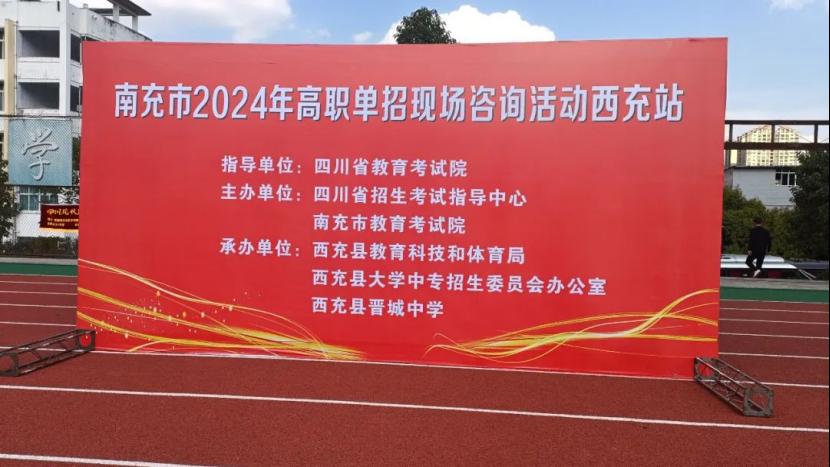 南充市2024年高职单招现场咨询活动西充站
指导单位：四川省教育考试院
主办单位：四川省招生考试指导中心
南充市教育考试院
承办单位：西充县教育科技和体育局
西充县大学中专招生委员会办公室
西充县晋城中学
学